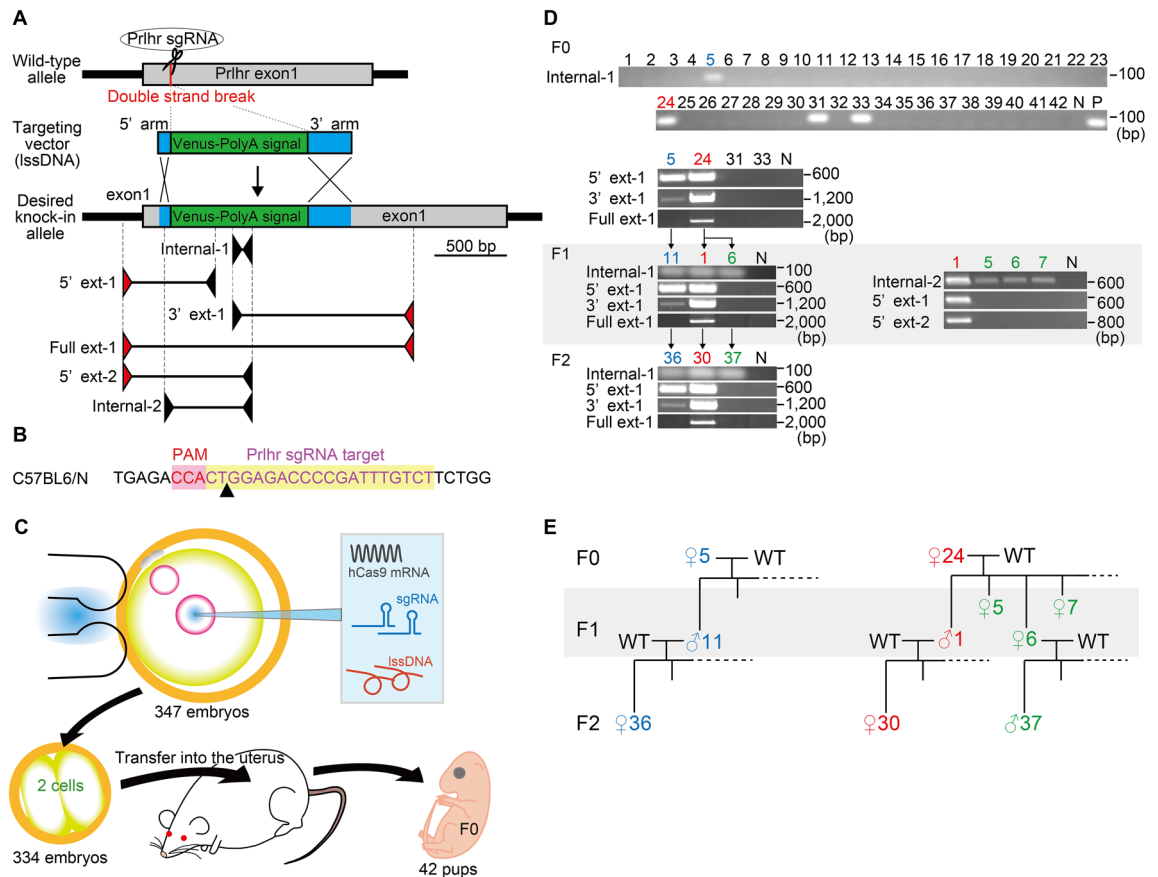 A
Prlhr sgRNA
Wild-type allele
Prlhr exon1
Double strand break
5' arm 3' arm
Targeting vector (lssDNA)
Venus-PolyA signal
Desired knock-in allele
exon1
Venus-PolyA signal
exon1
Internal-1
500 bp
5' ext-1
3' ext-1
Full ext-1
5' ext-2
Internal-2
B
PAM Prlhr sgRNA target
C57BL6/N TGAGACCACTGGAGACCCCGATTTGTCTTCTGG
C
hCas9 mRNA
sgRNA
lssDNA
347 embryos
2 cells
334 embryos
Transfer into the uterus
F0
42 pups
D
F0
1 2 3 4 5 6 7 8 9 10 11 12 13 14 15 16 17 18 19 20 21 22 23
Internal-1 -100
24 25 26 27 28 29 30 31 32 33 34 35 36 37 38 39 40 41 42 N P
-100
(bp)
5 24 31 33 N
5' ext-1 -600
3' ext-1 -1,200
Full ext-1 -2,000
(bp)
F1
11 1 6 N
Internal-1 -100
5' ext-1 -600
3' ext-1 -1,200
Full ext-1 -2,000
(bp)
1 5 6 7 N
Internal-2 -600
5' ext-1 -600
5' ext-2 -800
(bp)
F2
36 30 37 N
Internal-1 -100
5' ext-1 -600
3' ext-1 -1,200
Full ext-1 -2,000
(bp)
E
F0 ♀5 WT ♀24 WT
♀5 ♀7
F1 WT ♂11 WT ♂1 ♀6 WT
F2 ♀36 ♀30 ♂37